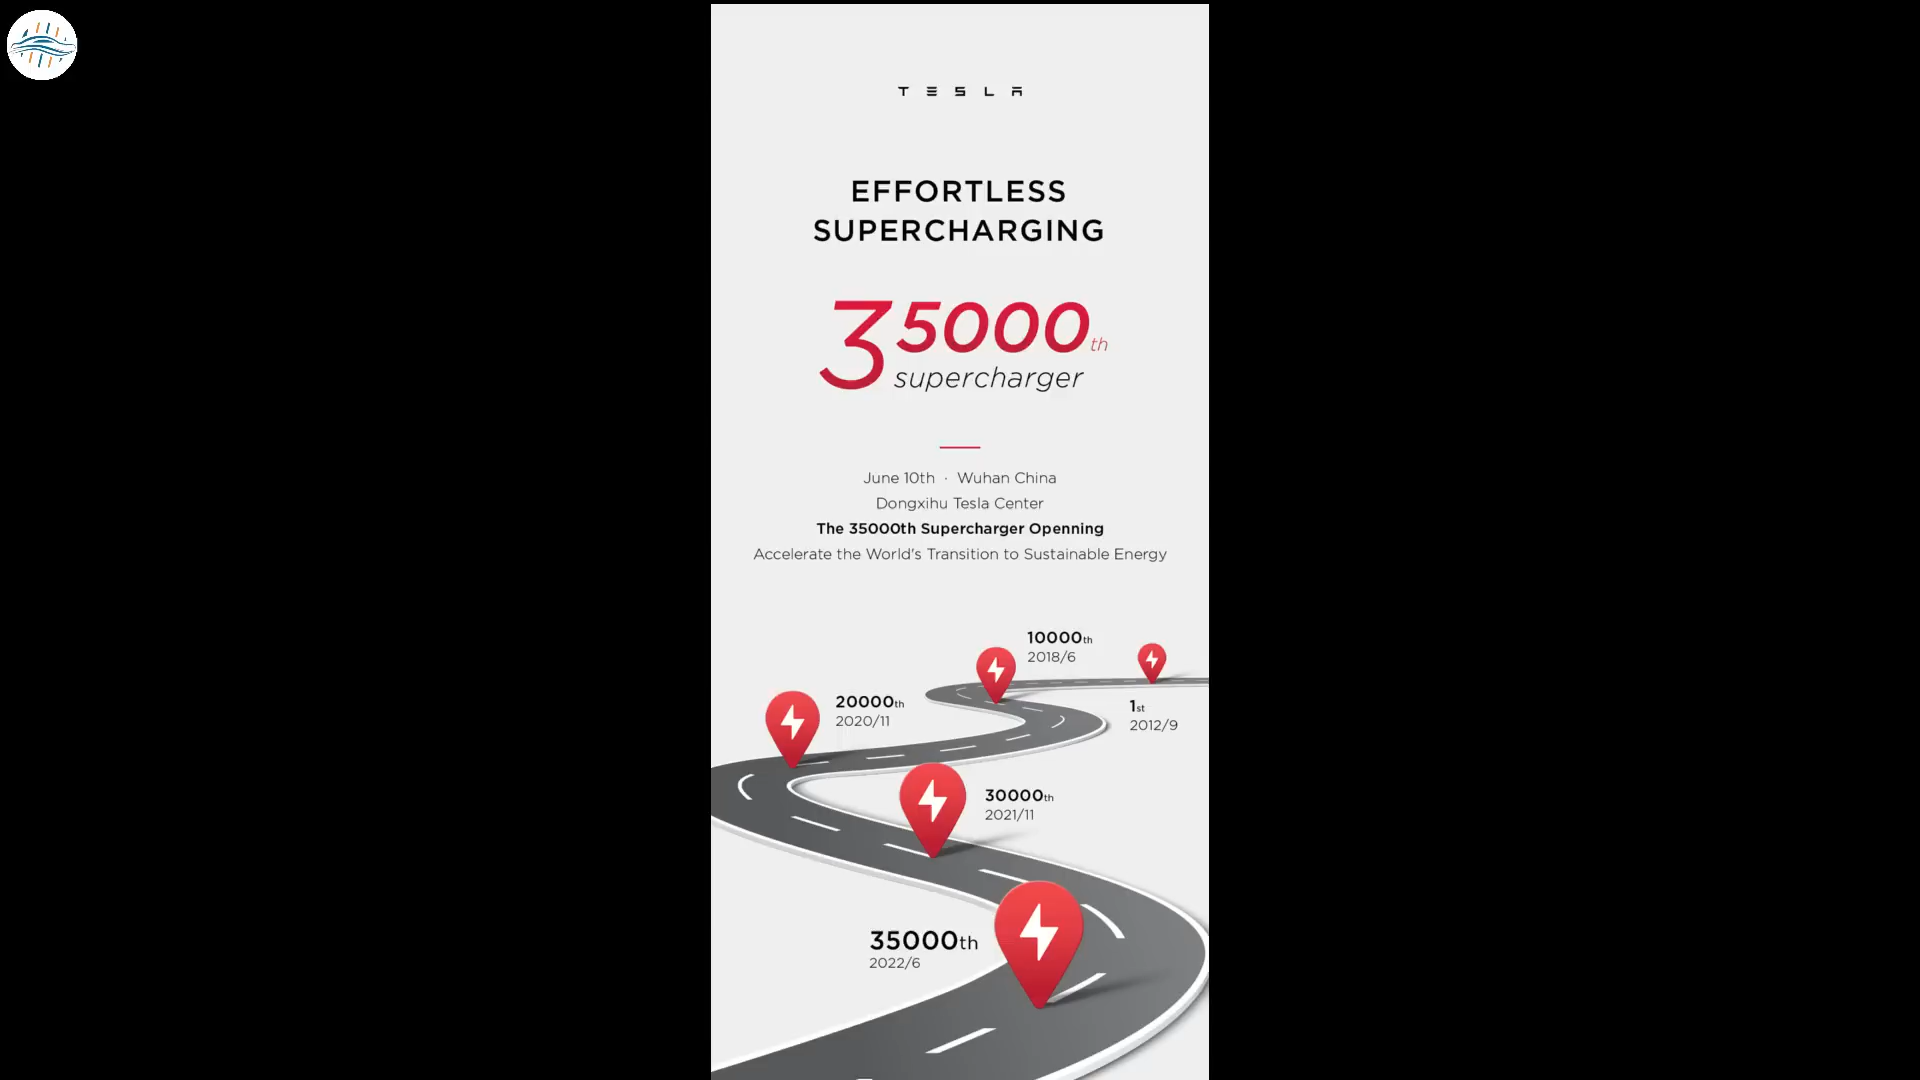 TESLA
EFFORTLESS
SUPERCHARGING
35000th
supercharger
June 10th · Wuhan China
Dongxihu Tesla Center
The 35000th Supercharger Openning
Accelerate the World's Transition to Sustainable Energy
10000th
2018/6
1st
2012/9
20000th
2020/11
30000th
2021/11
35000th
2022/6